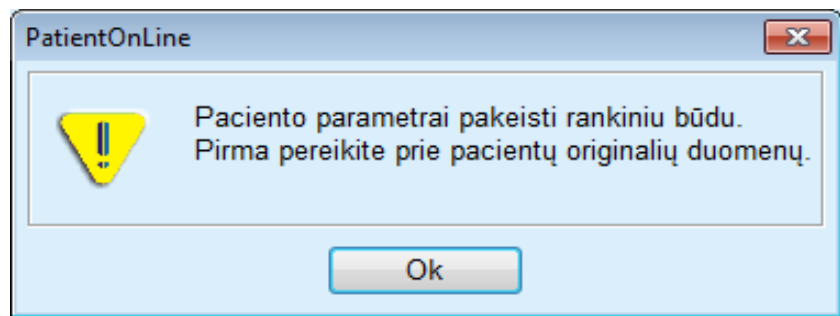 PatientOnLine
Paciento parametrai pakeisti rankiniu būdu.
Pirma pereikite prie pacientų originalių duomenų.
Ok